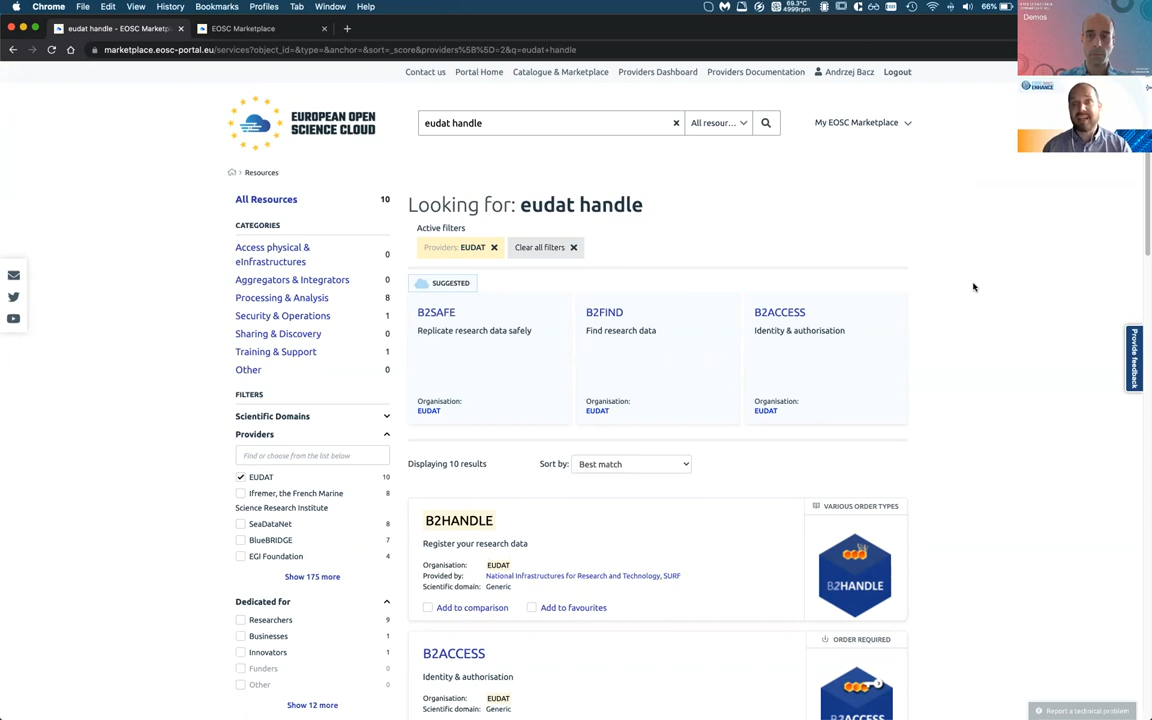 Chrome File Edit View History Bookmarks Profiles Tab Window Help
69.3°C
4999rpm
66%
eudat handle - EOSC Marketp
EOSC Marketplace
marketplace.eosc-portal.eu/services?object_id=&type=&anchor=&sort=_score&providers%5B%5D=2&q=eudat+handle
Demos
ENHANCE
Contact us Portal Home Catalogue & Marketplace Providers Dashboard Providers Documentation Andrzej Bacz Logout
EUROPEAN OPEN
SCIENCE CLOUD
eudat handle
All resour...
My EOSC Marketplace
Resources
All Resources 10
CATEGORIES
Access physical &
eInfrastructures 0
Aggregators & Integrators 0
Processing & Analysis 8
Security & Operations 1
Sharing & Discovery 0
Training & Support 1
Other 0
FILTERS
Scientific Domains
Providers
Find or choose from the list below
EUDAT 10
Ifremer, the French Marine 8
Science Research Institute
SeaDataNet 8
BlueBRIDGE 7
EGI Foundation 4
Show 175 more
Dedicated for
Researchers 9
Businesses 1
Innovators 1
Funders 0
Other 0
Show 12 more
Looking for: eudat handle
Active filters
Providers: EUDAT
Clear all filters
SUGGESTED
B2SAFE
Replicate research data safely
Organisation:
EUDAT
B2FIND
Find research data
Organisation:
EUDAT
B2ACCESS
Identity & authorisation
Organisation:
EUDAT
Displaying 10 results
Sort by: Best match
B2HANDLE
Register your research data
Organisation: EUDAT
Provided by: National Infrastructures for Research and Technology, SURF
Scientific domain: Generic
Add to comparison Add to favourites
VARIOUS ORDER TYPES
B2HANDLE
B2ACCESS
Identity & authorisation
Organisation: EUDAT
Scientific domain: Generic
ORDER REQUIRED
B2ACCESS
Provide feedback
Report a technical problem